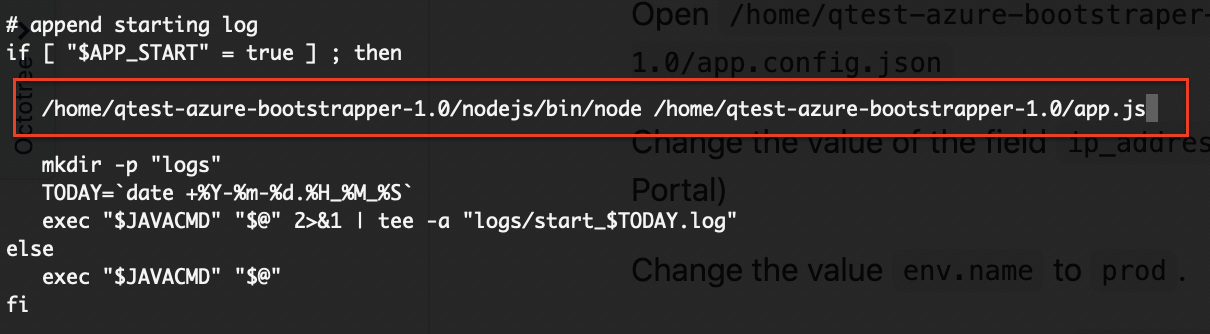 # append starting log
if [ "$APP_START" = true ] ; then
/home/qtest-azure-bootstrapper-1.0/nodejs/bin/node /home/qtest-azure-bootstrapper-1.0/app.js
mkdir -p "logs"
TODAY=`date +%Y-%m-%d.%H_%M_%S`
exec "$JAVACMD" "$@" 2>&1 | tee -a "logs/start_$TODAY.log"
else
exec "$JAVACMD" "$@"
fi
Open /home/qtest-azure-bootstraper-
1.0/app.config.json
Change the value of the field ip_addres
Portal)
Change the value env.name to prod .
Octotree